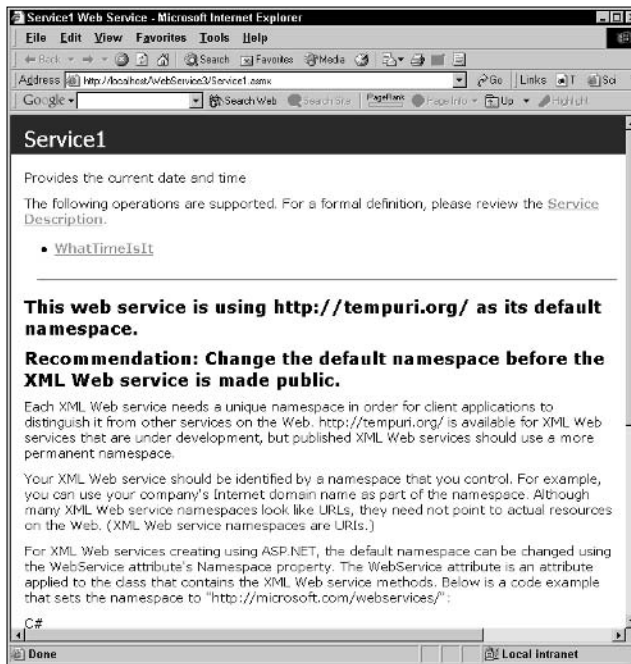 Service1 Web Service - Microsoft Internet Explorer
File Edit View Favorites Tools Help
Back Search Favorites Media
Address http://localhost/WebService3/Service1.asmx Go Links
Google Search Web Search Site PageRank Page Info Up Highlight
Service1
Provides the current date and time
The following operations are supported. For a formal definition, please review the Service
Description.
• WhatTimeIsIt
This web service is using http://tempuri.org/ as its default
namespace.
Recommendation: Change the default namespace before the
XML Web service is made public.
Each XML Web service needs a unique namespace in order for client applications to
distinguish it from other services on the Web. http://tempuri.org/ is available for XML Web
services that are under development, but published XML Web services should use a more
permanent namespace.
Your XML Web service should be identified by a namespace that you control. For example,
you can use your company's Internet domain name as part of the namespace. Although
many XML Web service namespaces look like URLs, they need not point to actual resources
on the Web. (XML Web service namespaces are URIs.)
For XML Web services creating using ASP.NET, the default namespace can be changed using
the WebService attribute's Namespace property. The WebService attribute is an attribute
applied to the class that contains the XML Web service methods. Below is a code example
that sets the namespace to "http://microsoft.com/webservices/":
C#
Done Local intranet